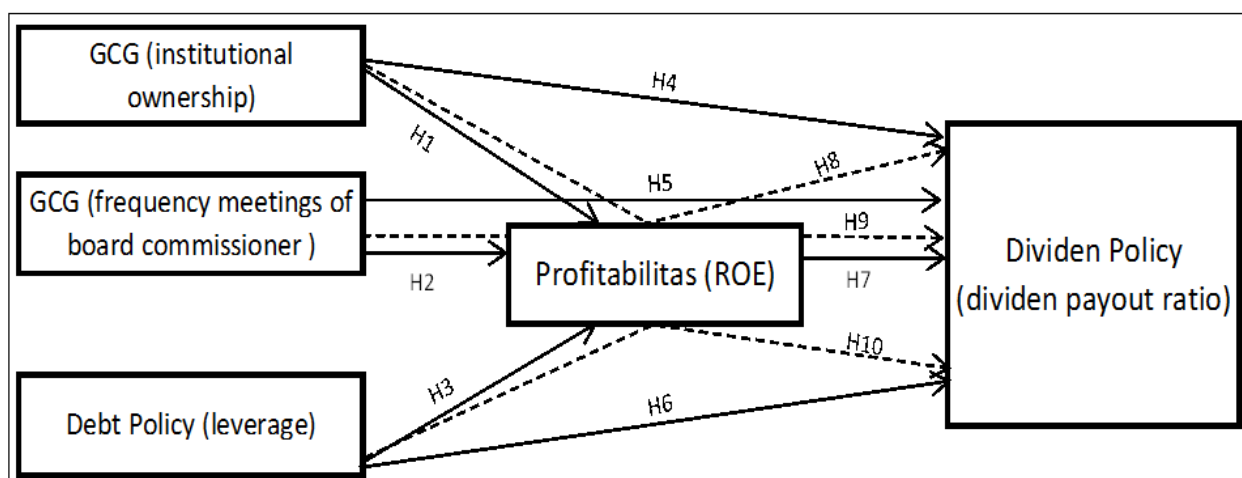 GCG (institutional
ownership)
H4
H1
H8
GCG (frequency meetings of
board commissioner )
H5
H9
H2
Profitabilitas (ROE)
H7
Dividen Policy
(dividen payout ratio)
H10
H3
H6
Debt Policy (leverage)